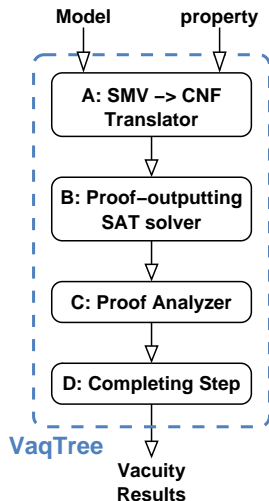 Model
property
A: SMV −> CNF
Translator
B: Proof−outputting
SAT solver
C: Proof Analyzer
D: Completing Step
VaqTree
Vacuity
Results